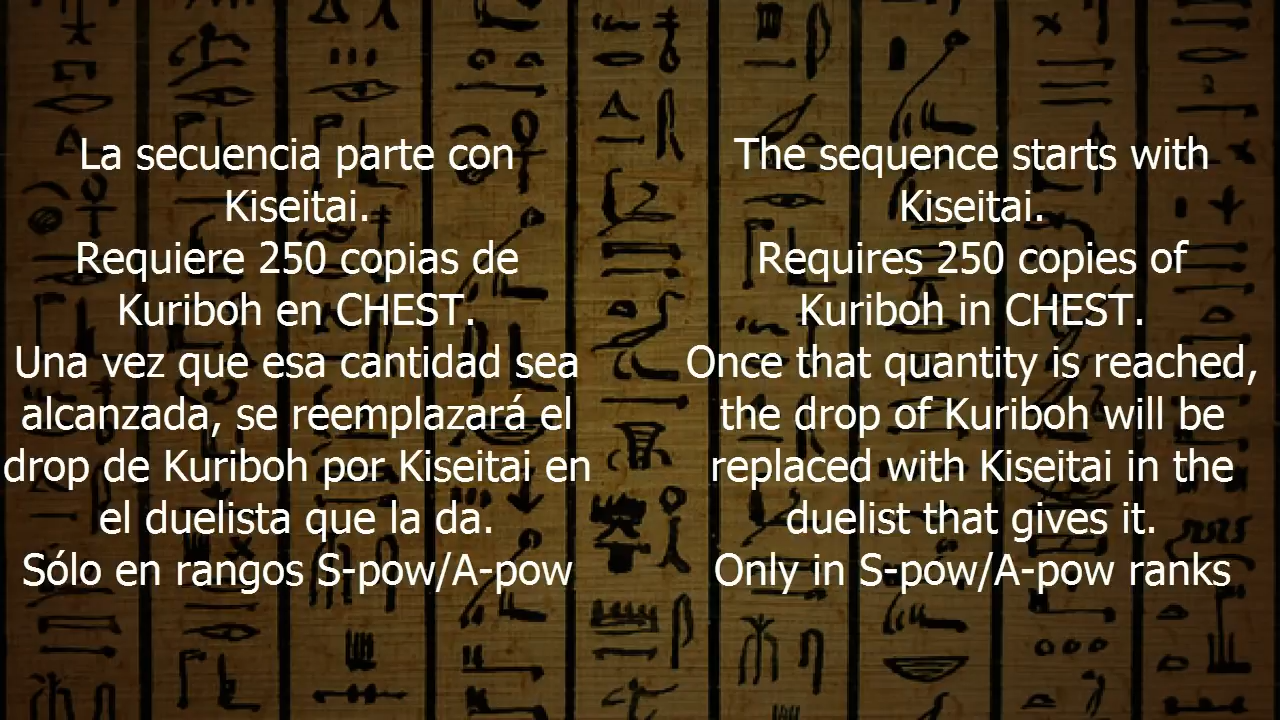 La secuencia parte con
Kiseitai.
Requiere 250 copias de
Kuriboh en CHEST.
Una vez que esa cantidad sea
alcanzada, se reemplazará el
drop de Kuriboh por Kiseitai en
el duelista que la da.
Sólo en rangos S-pow/A-pow
The sequence starts with
Kiseitai.
Requires 250 copies of
Kuriboh in CHEST.
Once that quantity is reached,
the drop of Kuriboh will be
replaced with Kiseitai in the
duelist that gives it.
Only in S-pow/A-pow ranks